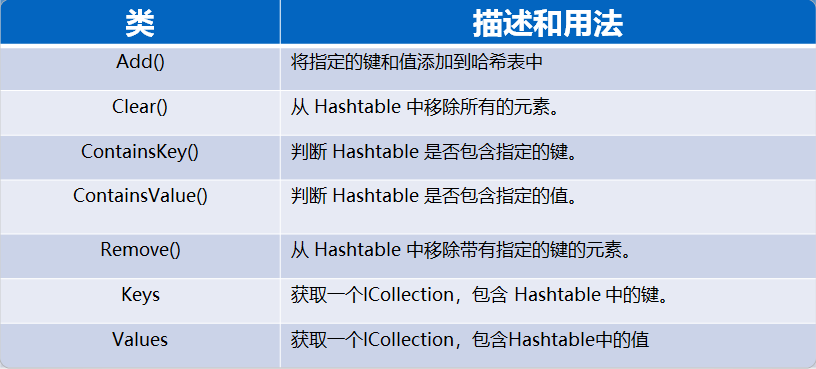 类 描述和用法
Add() 将指定的键和值添加到哈希表中
Clear() 从 Hashtable 中移除所有的元素。
ContainsKey() 判断 Hashtable 是否包含指定的键。
ContainsValue() 判断 Hashtable 是否包含指定的值。
Remove() 从 Hashtable 中移除带有指定的键的元素。
Keys 获取一个ICollection，包含 Hashtable 中的键。
Values 获取一个ICollection，包含Hashtable中的值